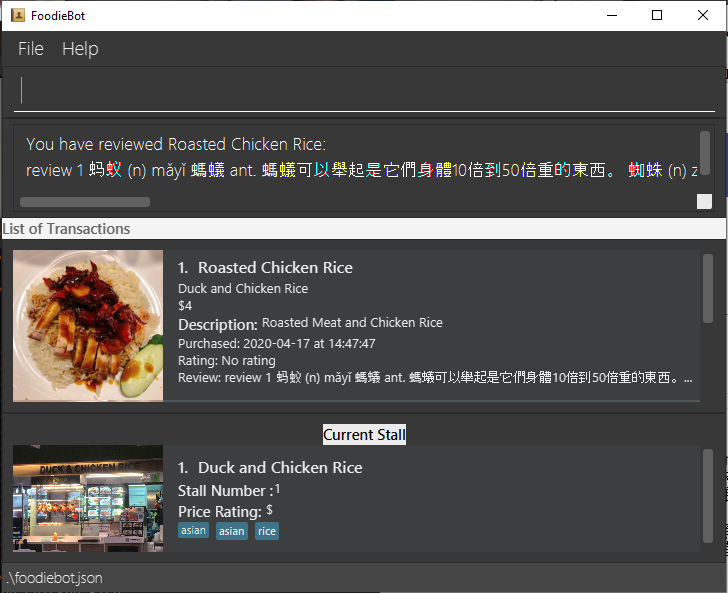 FoodieBot
File Help
You have reviewed Roasted Chicken Rice:
review 1 蚂蚁 (n) mǎyǐ 螞蟻 ant. 螞蟻可以舉起是它們身體10倍到50倍重的東西。 蜘蛛 (n) z
List of Transactions
1. Roasted Chicken Rice
Duck and Chicken Rice
$4
Description: Roasted Meat and Chicken Rice
Purchased: 2020-04-17 at 14:47:47
Rating: No rating
Review: review 1 蚂蚁 (n) mǎyǐ 螞蟻 ant. 螞蟻可以舉起是它們身體10倍到50倍重的東西。...
Current Stall
DUCK & CHICKEN RICE
1. Duck and Chicken Rice
Stall Number :1
Price Rating: $
asian asian rice
.\foodiebot.json